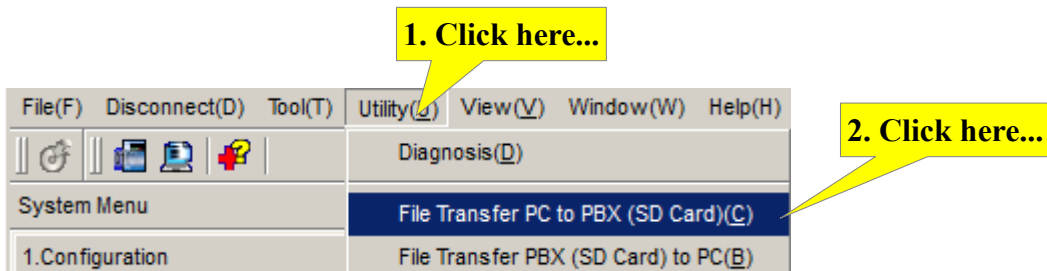 1. Click here...
File(F) Disconnect(D) Tool(T) Utility(U) View(V) Window(W) Help(H)
2. Click here...
Diagnosis(D)
System Menu
File Transfer PC to PBX (SD Card)(C)
1.Configuration
File Transfer PBX (SD Card) to PC(B)